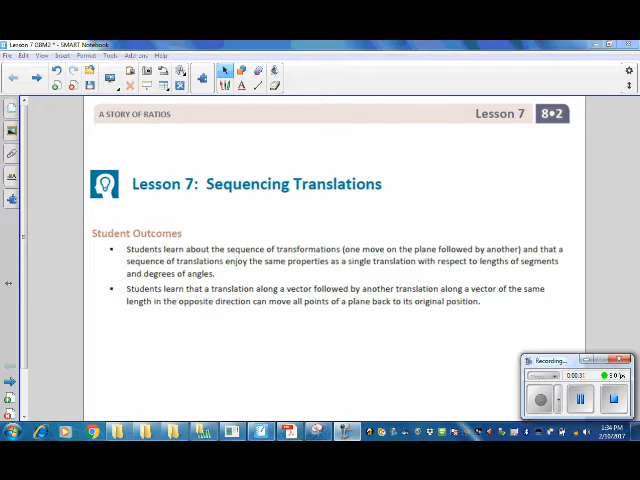 Lesson 7 G8M2 * - SMART Notebook
File Edit View Insert Format Tools Add-ons Help
A STORY OF RATIOS
Lesson 7 8•2
Lesson 7: Sequencing Translations
Student Outcomes
▪ Students learn about the sequence of transformations (one move on the plane followed by another) and that a
sequence of translations enjoy the same properties as a single translation with respect to lengths of segments
and degrees of angles.
▪ Students learn that a translation along a vector followed by another translation along a vector of the same
length in the opposite direction can move all points of a plane back to its original position.
Recording...
0:00:31
fps
1:34 PM
2/10/2017